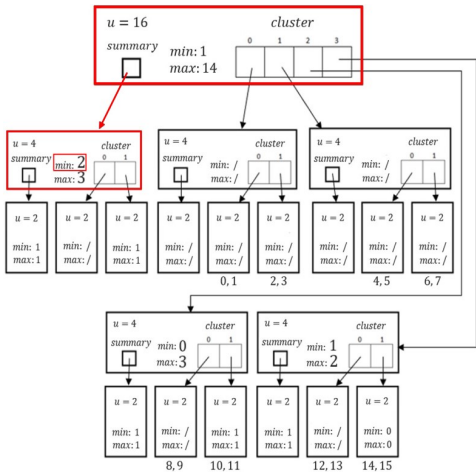 u = 16 cluster
summary min: 1 0 1 2 3
max: 14
u = 4 cluster
summary min: 2 0 1
max: 3
u = 4 cluster
summary min: / 0 1
max: /
u = 4 cluster
summary min: / 0 1
max: /
u = 2
min: 1
max: 1
u = 2
min: /
max: /
u = 2
min: 1
max: 1
u = 2
min: /
max: /
u = 2
min: /
max: /
0, 1
u = 2
min: /
max: /
2, 3
u = 2
min: /
max: /
u = 2
min: /
max: /
4, 5
u = 2
min: /
max: /
6, 7
u = 4 cluster
summary min: 0 0 1
max: 3
u = 4 cluster
summary min: 1 0 1
max: 2
u = 2
min: 1
max: 1
u = 2
min: /
max: /
8, 9
u = 2
min: 1
max: 1
10, 11
u = 2
min: 1
max: 1
u = 2
min: /
max: /
12, 13
u = 2
min: 0
max: 0
14, 15